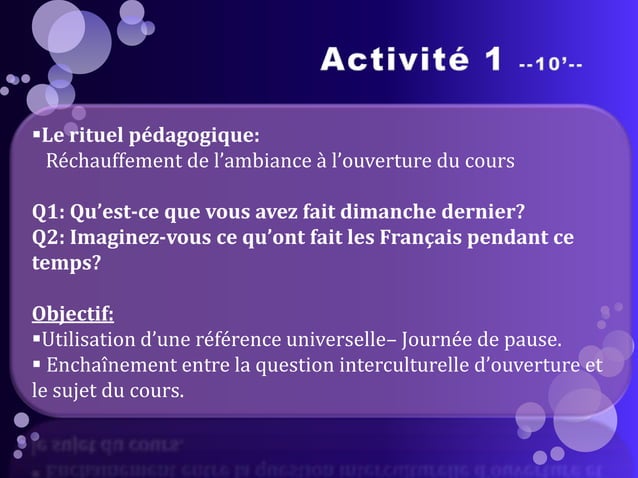 Activité 1 --10’--
▪Le rituel pédagogique:
Réchauffement de l’ambiance à l’ouverture du cours
Q1: Qu’est-ce que vous avez fait dimanche dernier?
Q2: Imaginez-vous ce qu’ont fait les Français pendant ce
temps?
Objectif:
▪Utilisation d’une référence universelle– Journée de pause.
▪ Enchaînement entre la question interculturelle d’ouverture et
le sujet du cours.